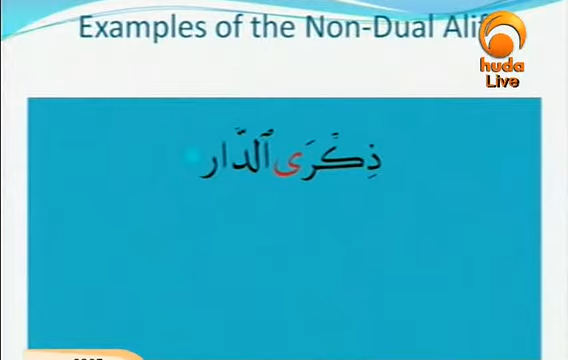 Examples of the Non-Dual Alif
huda
Live
ذِكْرَى ٱلدَّار